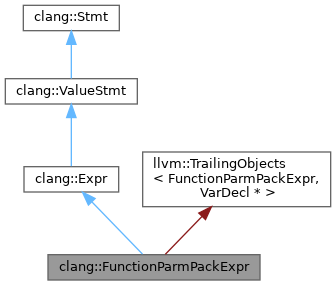 clang::Stmt
clang::ValueStmt
clang::Expr
llvm::TrailingObjects
< FunctionParmPackExpr,
VarDecl * >
clang::FunctionParmPackExpr